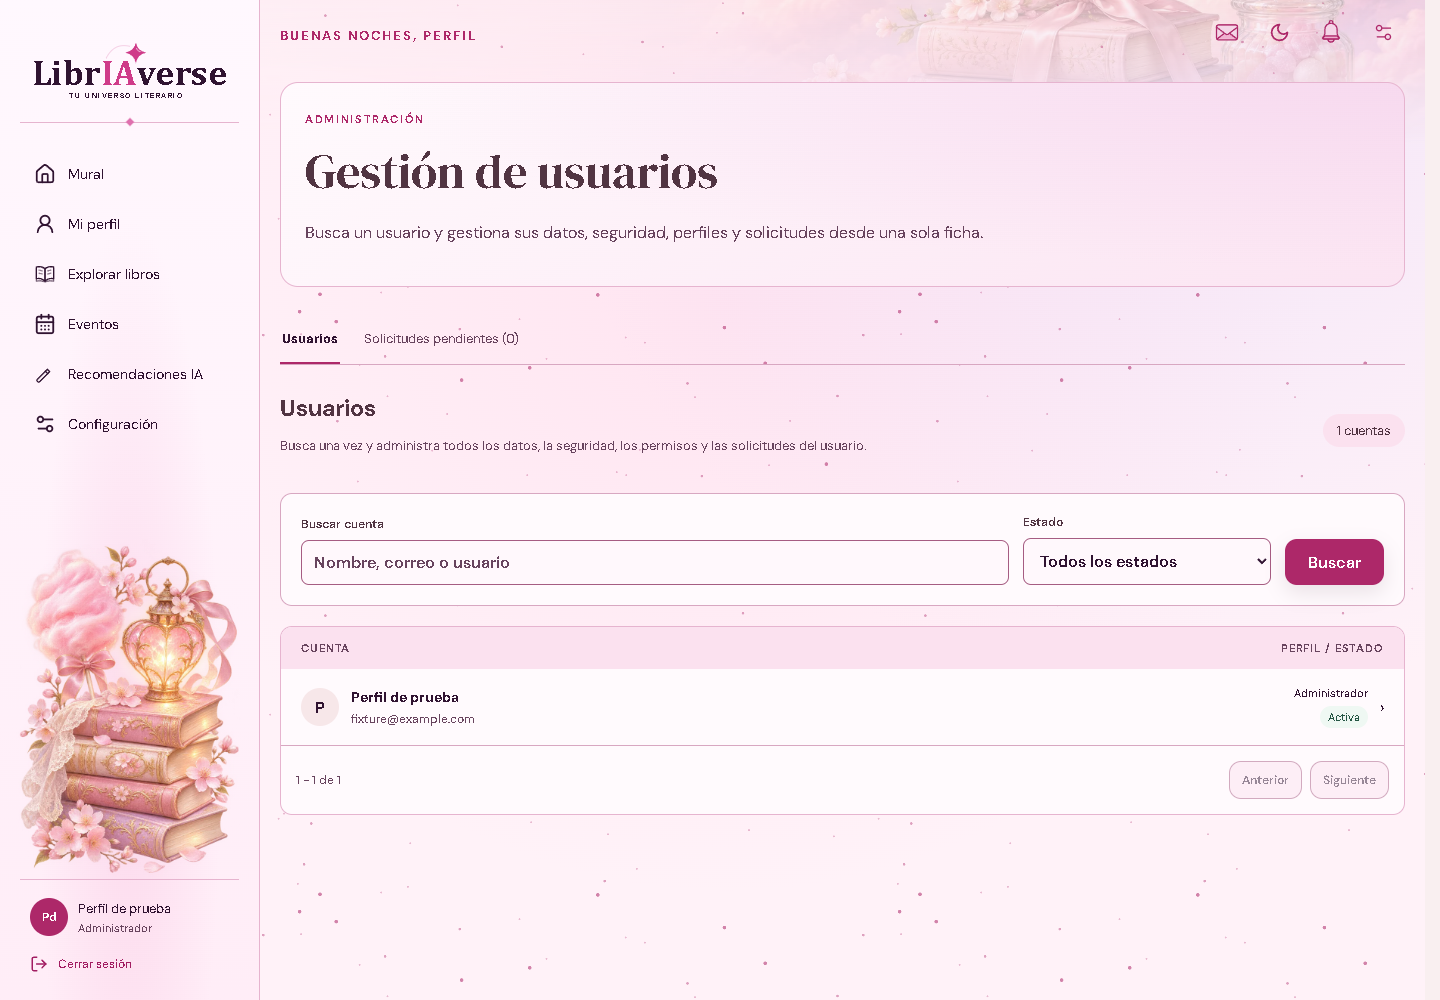 LibrIAverse
TU UNIVERSO LITERARIO
Mural
Mi perfil
Explorar libros
Eventos
Recomendaciones IA
Configuración
Pd
Perfil de prueba
Administrador
Cerrar sesión
BUENAS NOCHES, PERFIL
ADMINISTRACIÓN
Gestión de usuarios
Busca un usuario y gestiona sus datos, seguridad, perfiles y solicitudes desde una sola ficha.
Usuarios
Solicitudes pendientes (0)
Usuarios
Busca una vez y administra todos los datos, la seguridad, los permisos y las solicitudes del usuario.
1 cuentas
Buscar cuenta
Nombre, correo o usuario
Estado
Todos los estados
Buscar
CUENTA
PERFIL / ESTADO
P
Perfil de prueba
fixture@example.com
Administrador
Activa
›
1–1 de 1
Anterior
Siguiente